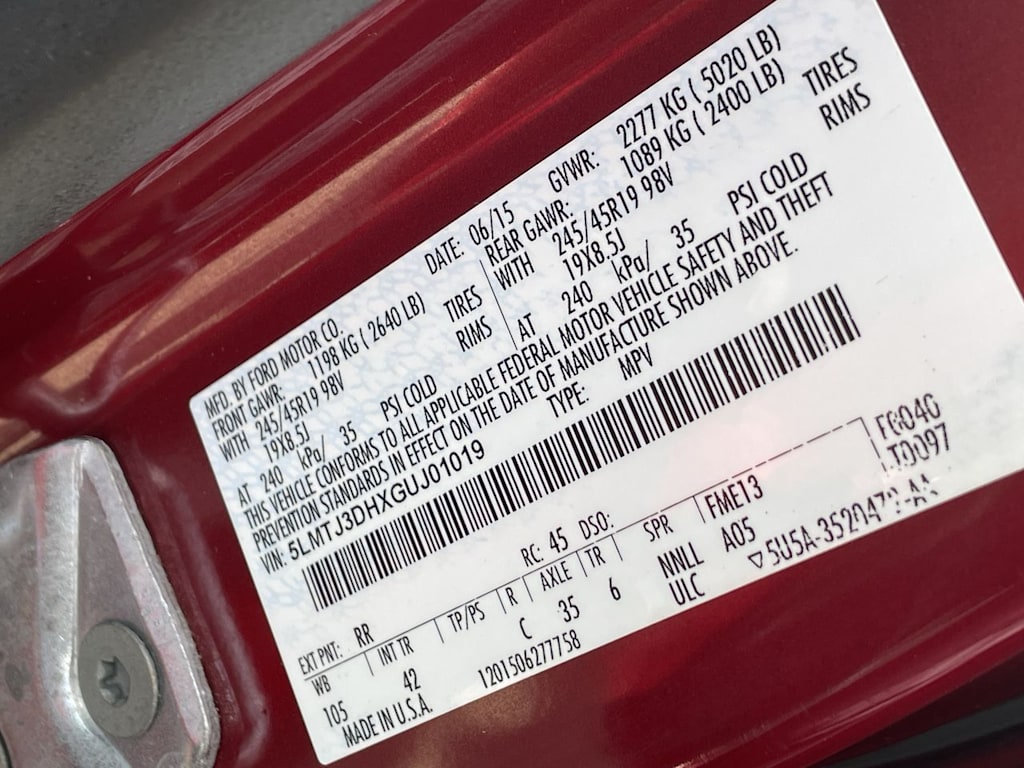 MFD. BY FORD MOTOR CO. DATE: 06/15 GVWR: 2277 KG ( 5020 LB)
FRONT GAWR: 1198 KG ( 2640 LB) REAR GAWR: 1089 KG ( 2400 LB)
WITH 245/45R19 98V TIRES WITH 245/45R19 98V TIRES
19X8.5J RIMS 19X8.5J RIMS
AT 240 kPa/ 35 PSI COLD AT 240 kPa/ 35 PSI COLD
THIS VEHICLE CONFORMS TO ALL APPLICABLE FEDERAL MOTOR VEHICLE SAFETY AND THEFT
PREVENTION STANDARDS IN EFFECT ON THE DATE OF MANUFACTURE SHOWN ABOVE.
VIN: 5LMTJ3DHXGUJ01019 TYPE: MPV
EXT PNT: RR RC: 45 DSO: FME13
WB INT TR TP/PS R AXLE TR SPR A05
105 42 C 35 6 NNLL
MADE IN U.S.A. 1201506277758 ULC